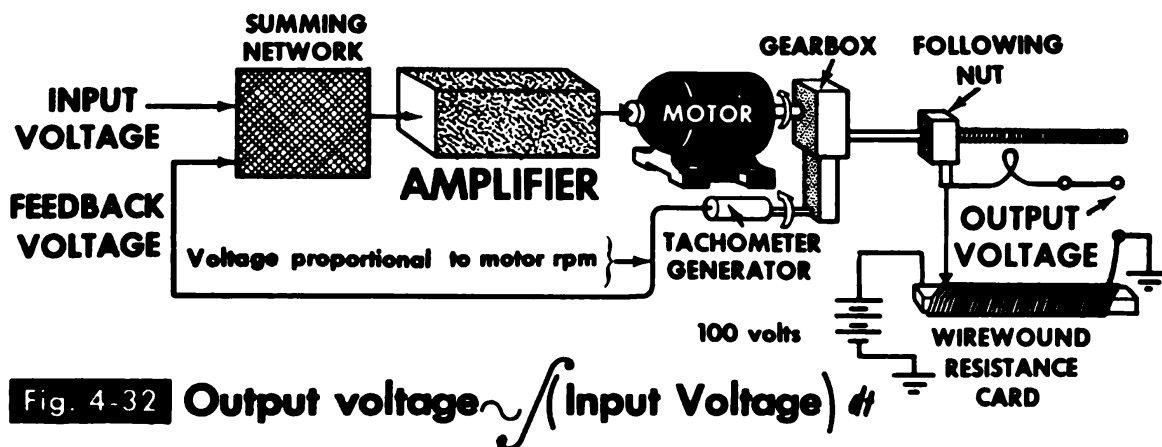 SUMMING
NETWORK
INPUT
VOLTAGE
FEEDBACK
VOLTAGE
AMPLIFIER
MOTOR
GEARBOX
FOLLOWING
NUT
TACHOMETER
GENERATOR
Voltage proportional to motor rpm
OUTPUT
VOLTAGE
100 volts
WIREWOUND
RESISTANCE
CARD
Fig. 4-32 Output voltage ~ ∫(Input Voltage) dt